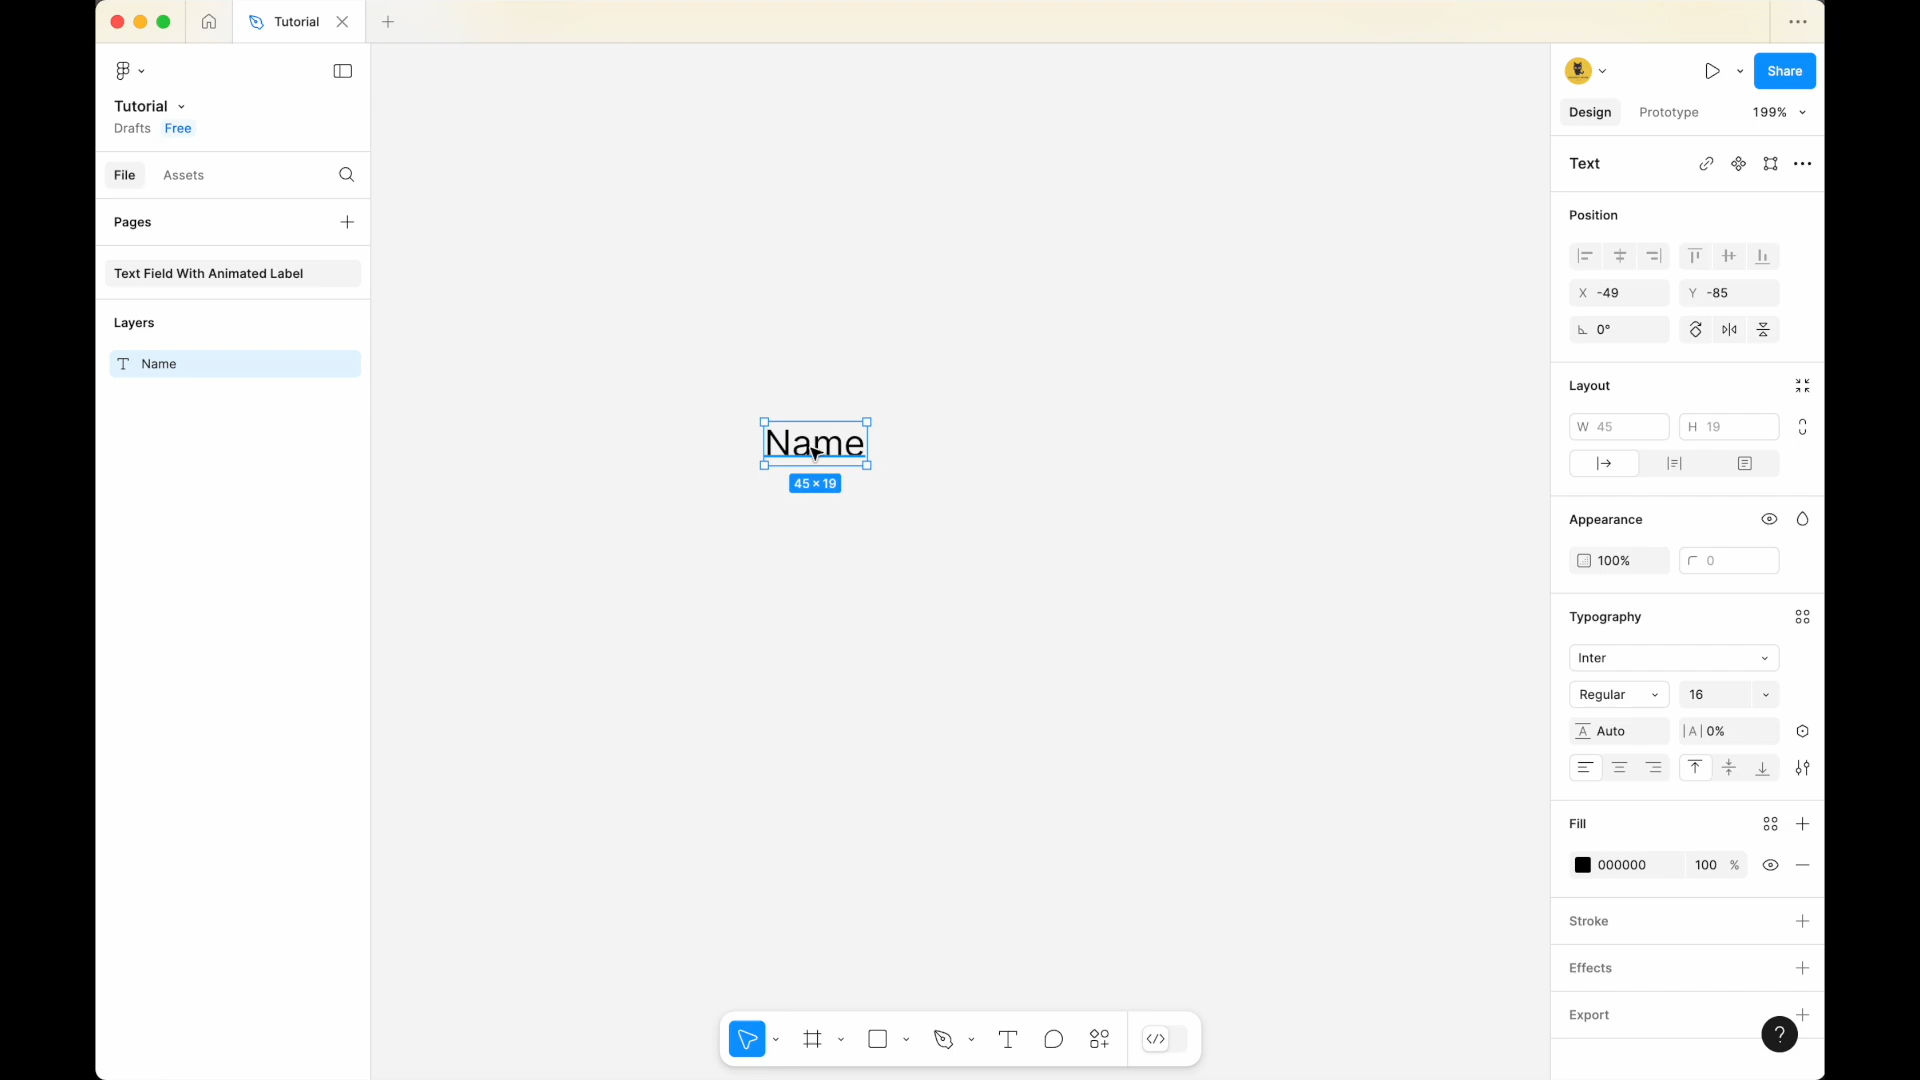 Tutorial
Tutorial
Drafts Free
File Assets
Pages
Text Field With Animated Label
Layers
Name
Name
45 × 19
Share
Design Prototype 199%
Text
Position
X -49 Y -85
0°
Layout
W 45 H 19
Appearance
100% 0
Typography
Inter
Regular 16
A Auto |A| 0%
Fill
000000 100 %
Stroke
Effects
Export
?